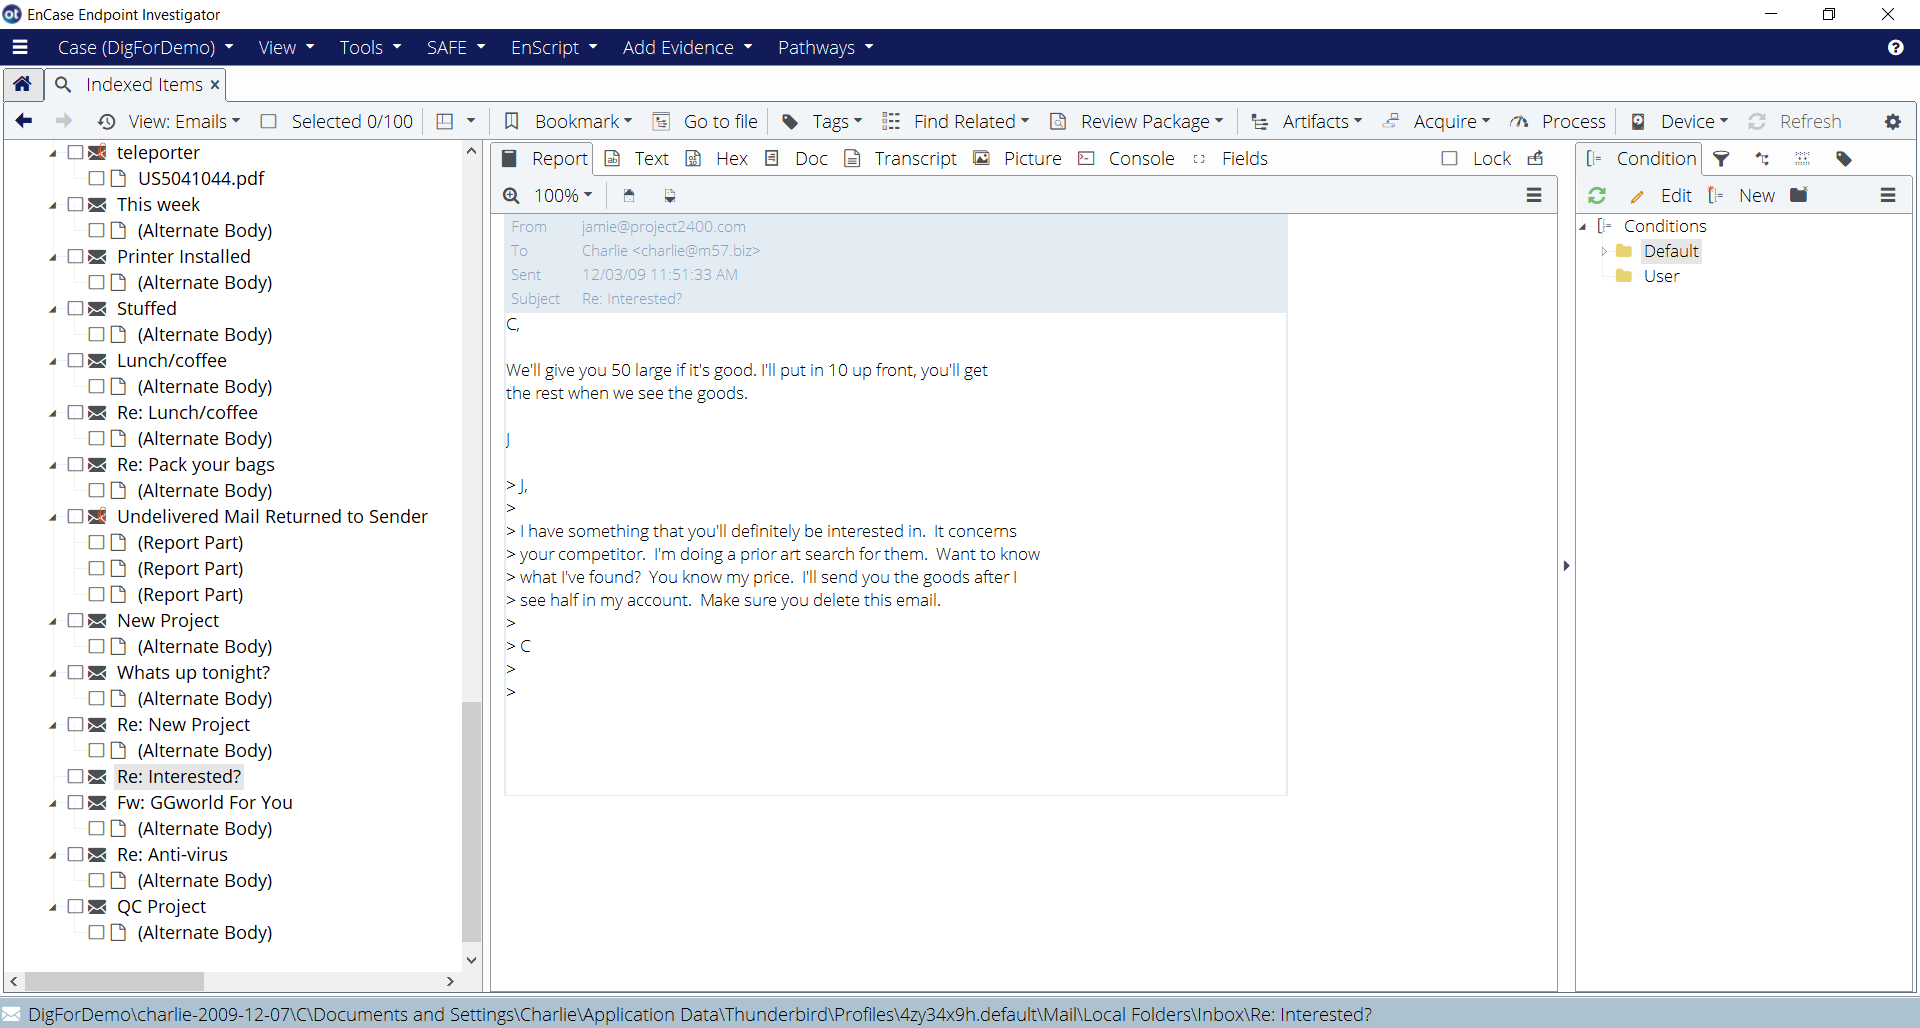 EnCase Endpoint Investigator
Case (DigForDemo) View Tools SAFE EnScript Add Evidence Pathways
Indexed Items
View: Emails Selected 0/100 Bookmark Go to file Tags Find Related Review Package Artifacts Acquire Process Device Refresh
teleporter
US5041044.pdf
This week
(Alternate Body)
Printer Installed
(Alternate Body)
Stuffed
(Alternate Body)
Lunch/coffee
(Alternate Body)
Re: Lunch/coffee
(Alternate Body)
Re: Pack your bags
(Alternate Body)
Undelivered Mail Returned to Sender
(Report Part)
(Report Part)
(Report Part)
New Project
(Alternate Body)
Whats up tonight?
(Alternate Body)
Re: New Project
(Alternate Body)
Re: Interested?
Fw: GGworld For You
(Alternate Body)
Re: Anti-virus
(Alternate Body)
QC Project
(Alternate Body)
Report Text Hex Doc Transcript Picture Console Fields Lock
100%
From jamie@project2400.com
To Charlie <charlie@m57.biz>
Sent 12/03/09 11:51:33 AM
Subject Re: Interested?
C,
We'll give you 50 large if it's good. I'll put in 10 up front, you'll get
the rest when we see the goods.
J
> J,
>
> I have something that you'll definitely be interested in.  It concerns
> your competitor.  I'm doing a prior art search for them.  Want to know
> what I've found?  You know my price.  I'll send you the goods after I
> see half in my account.  Make sure you delete this email.
>
> C
>
>
Condition
Edit New
Conditions
Default
User
DigForDemo\charlie-2009-12-07\C\Documents and Settings\Charlie\Application Data\Thunderbird\Profiles\4zy34x9h.default\Mail\Local Folders\Inbox\Re: Interested?